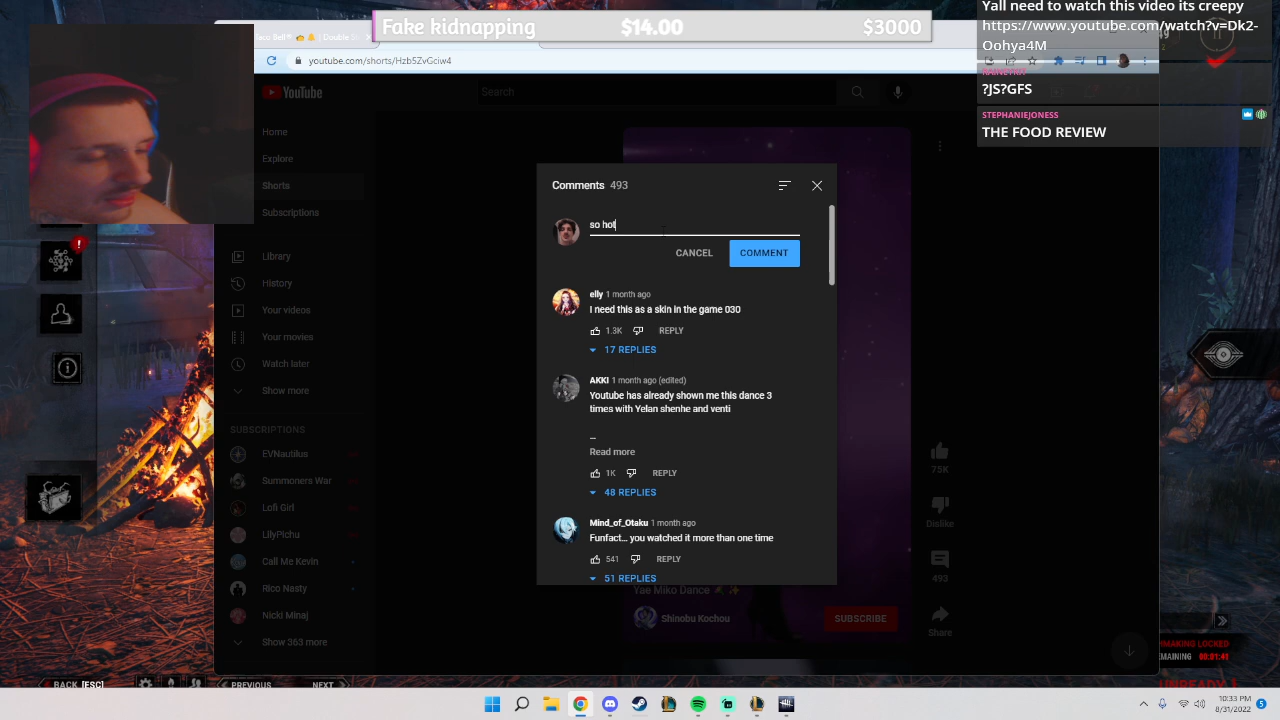 Fake kidnapping $14.00 $3000
Yall need to watch this video its creepy
https://www.youtube.com/watch?v=Dk2-
Oohya4M
?JS?GFS
STEPHANIEJONESS
THE FOOD REVIEW
youtube.com/shorts/Hzb5ZvGciw4
YouTube
Search
Home
Explore
Shorts
Subscriptions
Library
History
Your videos
Your movies
Watch later
Show more
SUBSCRIPTIONS
EVNautilus
Summoners War
Lofi Girl
LilyPichu
Call Me Kevin
Rico Nasty
Nicki Minaj
Show 363 more
Comments 493
so hot
CANCEL COMMENT
elly 1 month ago
I need this as a skin in the game 030
1.3K REPLY
17 REPLIES
AKKI 1 month ago (edited)
Youtube has already shown me this dance 3
times with Yelan shenhe and venti
...
Read more
1K REPLY
48 REPLIES
Mind_of_Otaku 1 month ago
Funfact... you watched it more than one time
541 REPLY
51 REPLIES
Yae Miko Dance
Shinobu Kochou
SUBSCRIBE
75K
Dislike
493
Share
00:01:41
UNREADY
BACK [ESC]
PREVIOUS NEXT
10:33 PM
8/31/2022
5